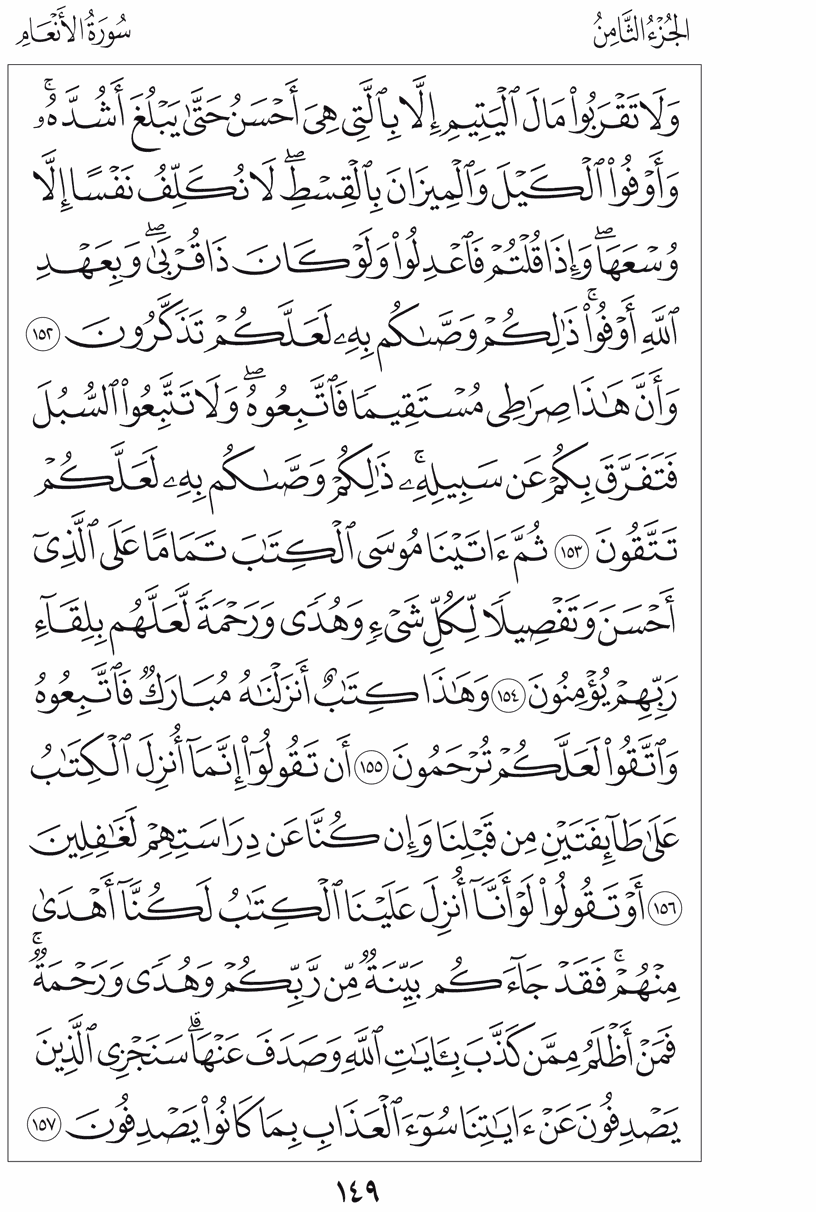 الجُزْءُ الثَّامِنُ
سُورَةُ الأَنْعَامِ
وَلَا تَقۡرَبُواْ مَالَ ٱلۡيَتِيمِ إِلَّا بِٱلَّتِي هِيَ أَحۡسَنُ حَتَّىٰ يَبۡلُغَ أَشُدَّهُۥۚ
وَأَوۡفُواْ ٱلۡكَيۡلَ وَٱلۡمِيزَانَ بِٱلۡقِسۡطِۖ لَا نُكَلِّفُ نَفۡسًا إِلَّا
وُسۡعَهَاۖ وَإِذَا قُلۡتُمۡ فَٱعۡدِلُواْ وَلَوۡ كَانَ ذَا قُرۡبَىٰۖ وَبِعَهۡدِ
ٱللَّهِ أَوۡفُواْۚ ذَٰلِكُمۡ وَصَّىٰكُم بِهِۦ لَعَلَّكُمۡ تَذَكَّرُونَ ١٥٢
وَأَنَّ هَٰذَا صِرَٰطِي مُسۡتَقِيمٗا فَٱتَّبِعُوهُۖ وَلَا تَتَّبِعُواْ ٱلسُّبُلَ
فَتَفَرَّقَ بِكُمۡ عَن سَبِيلِهِۦۚ ذَٰلِكُمۡ وَصَّىٰكُم بِهِۦ لَعَلَّكُمۡ
تَتَّقُونَ ١٥٣ ثُمَّ ءَاتَيۡنَا مُوسَى ٱلۡكِتَٰبَ تَمَامًا عَلَى ٱلَّذِيٓ
أَحۡسَنَ وَتَفۡصِيلٗا لِّكُلِّ شَيۡءٖ وَهُدٗى وَرَحۡمَةٗ لَّعَلَّهُم بِلِقَآءِ
رَبِّهِمۡ يُؤۡمِنُونَ ١٥٤ وَهَٰذَا كِتَٰبٌ أَنزَلۡنَٰهُ مُبَارَكٞ فَٱتَّبِعُوهُ
وَٱتَّقُواْ لَعَلَّكُمۡ تُرۡحَمُونَ ١٥٥ أَن تَقُولُوٓاْ إِنَّمَآ أُنزِلَ ٱلۡكِتَٰبُ
عَلَىٰ طَآئِفَتَيۡنِ مِن قَبۡلِنَا وَإِن كُنَّا عَن دِرَاسَتِهِمۡ لَغَٰفِلِينَ
١٥٦ أَوۡ تَقُولُواْ لَوۡ أَنَّآ أُنزِلَ عَلَيۡنَا ٱلۡكِتَٰبُ لَكُنَّآ أَهۡدَىٰ
مِنۡهُمۡۚ فَقَدۡ جَآءَكُم بَيِّنَةٞ مِّن رَّبِّكُمۡ وَهُدٗى وَرَحۡمَةٞۚ
فَمَنۡ أَظۡلَمُ مِمَّن كَذَّبَ بِـَٔايَٰتِ ٱللَّهِ وَصَدَفَ عَنۡهَاۗ سَنَجۡزِي ٱلَّذِينَ
يَصۡدِفُونَ عَنۡ ءَايَٰتِنَا سُوٓءَ ٱلۡعَذَابِ بِمَا كَانُواْ يَصۡدِفُونَ ١٥٧
١٤٩